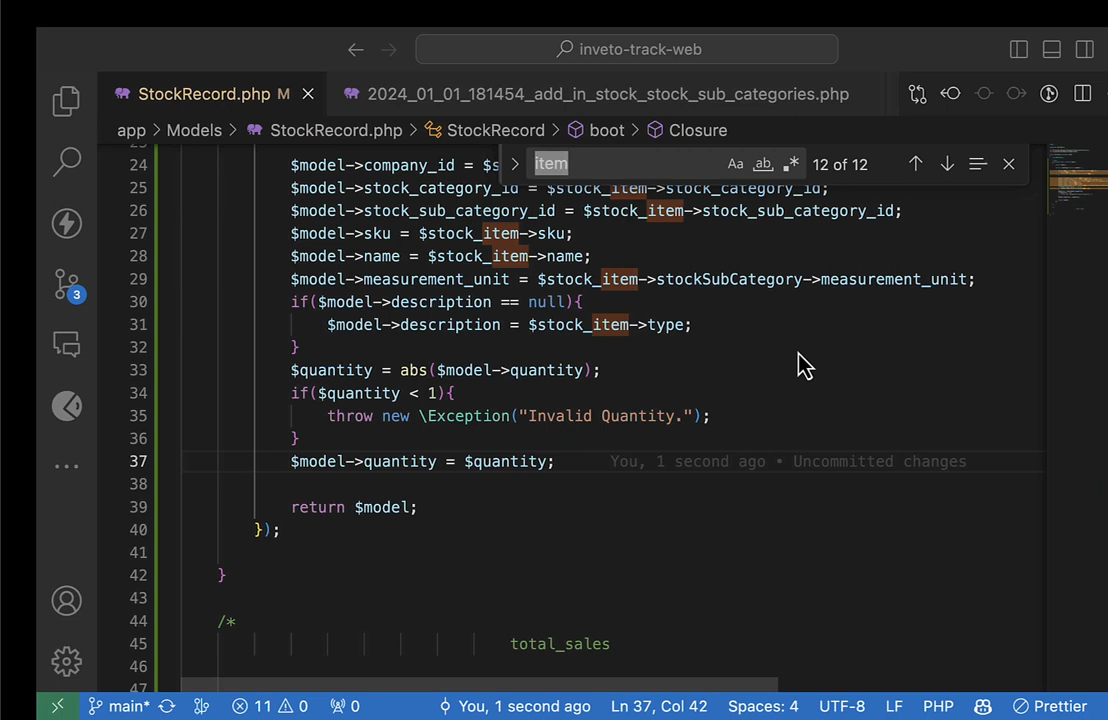 inveto-track-web
StockRecord.php M
2024_01_01_181454_add_in_stock_stock_sub_categories.php
app > Models > StockRecord.php > StockRecord > boot > Closure
item
Aa ab .* 12 of 12
24 $model->company_id = $s
25 $model->stock_category_id = $stock_item->stock_category_id;
26 $model->stock_sub_category_id = $stock_item->stock_sub_category_id;
27 $model->sku = $stock_item->sku;
28 $model->name = $stock_item->name;
29 $model->measurement_unit = $stock_item->stockSubCategory->measurement_unit;
30 if($model->description == null){
31 $model->description = $stock_item->type;
32 }
33 $quantity = abs($model->quantity);
34 if($quantity < 1){
35 throw new \Exception("Invalid Quantity.");
36 }
37 $model->quantity = $quantity; You, 1 second ago • Uncommitted changes
38
39 return $model;
40 });
41
42 }
43
44 /*
45 total_sales
46
47
3
main* 11 0 0 You, 1 second ago Ln 37, Col 42 Spaces: 4 UTF-8 LF PHP Prettier